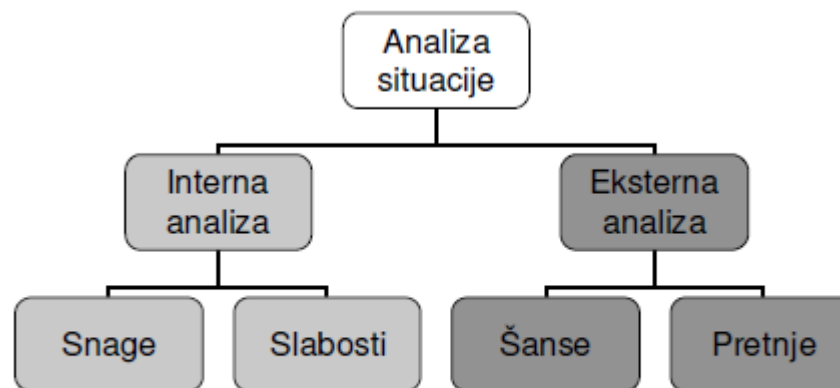 Analiza
situacije
Interna
analiza
Eksterna
analiza
Snage
Slabosti
Šanse
Pretnje